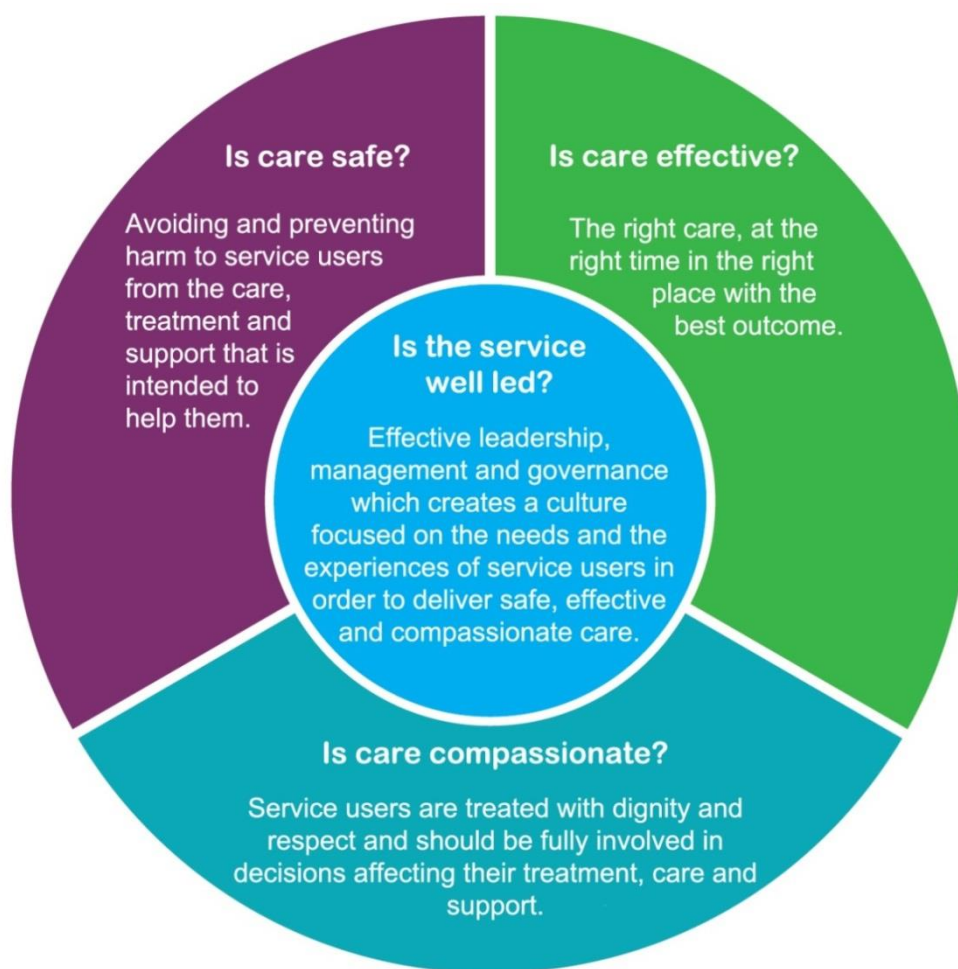 Is care safe?
Avoiding and preventing
harm to service users
from the care,
treatment and
support that is
intended to
help them.
Is care effective?
The right care, at the
right time in the right
place with the
best outcome.
Is the service
well led?
Effective leadership,
management and governance
which creates a culture
focused on the needs and the
experiences of service users in
order to deliver safe, effective
and compassionate care.
Is care compassionate?
Service users are treated with dignity and
respect and should be fully involved in
decisions affecting their treatment, care and
support.